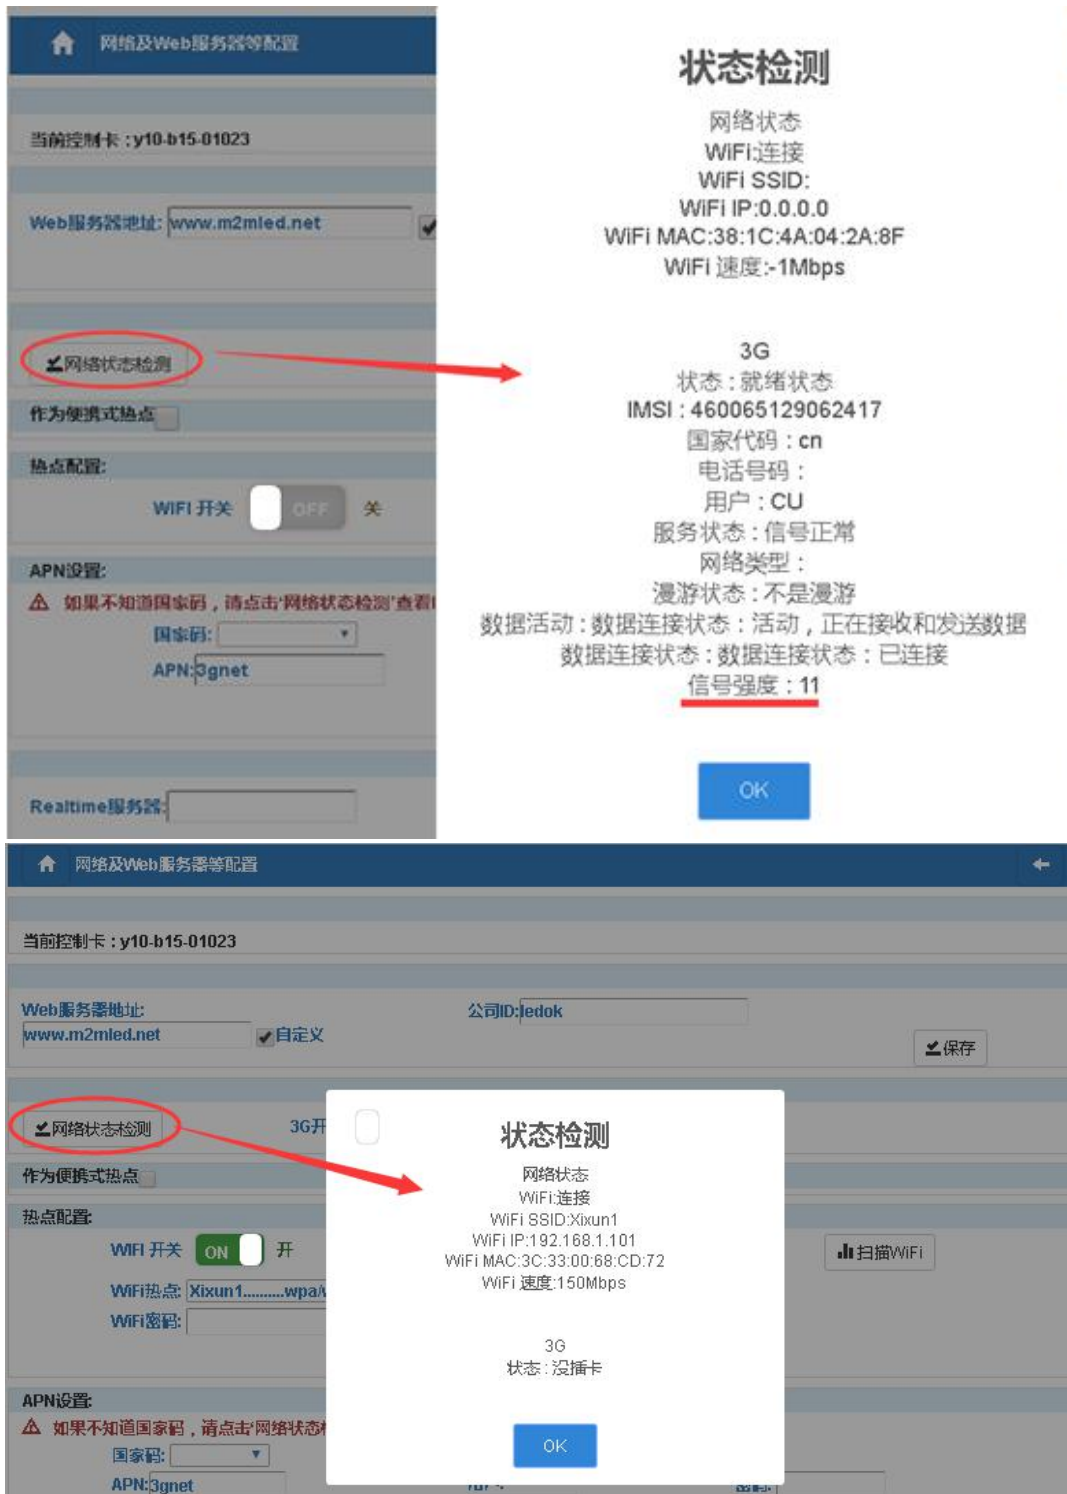 网络及Web服务器等配置
当前控制卡：y10-b15-01023
Web服务器地址: www.m2mled.net
网络状态检测
作为便携式热点
热点配置:
WIFI 开关 OFF 关
APN设置:
如果不知道国家码，请点击'网络状态检测'查看
国家码:
APN:3gnet
Realtime服务器:
状态检测
网络状态
WiFi:连接
WiFi SSID:
WiFi IP:0.0.0.0
WiFi MAC:38:1C:4A:04:2A:8F
WiFi 速度:-1Mbps
3G
状态：就绪状态
IMSI：460065129062417
国家代码：cn
电话号码：
用户：CU
服务状态：信号正常
网络类型：
漫游状态：不是漫游
数据活动：数据连接状态：活动，正在接收和发送数据
数据连接状态：数据连接状态：已连接
信号强度：11
OK
网络及Web服务器等配置
当前控制卡：y10-b15-01023
Web服务器地址:
www.m2mled.net 自定义
公司ID:ledok
保存
网络状态检测
3G开
作为便携式热点
热点配置:
WIFI 开关 ON 开
扫描WiFi
WiFi热点: Xixun1.........wpa/
WiFi密码:
APN设置:
如果不知道国家码，请点击'网络状态
国家码:
APN:3gnet
密码:
状态检测
网络状态
WiFi:连接
WiFi SSID:Xixun1
WiFi IP:192.168.1.101
WiFi MAC:3C:33:00:68:CD:72
WiFi 速度:150Mbps
3G
状态：没插卡
OK